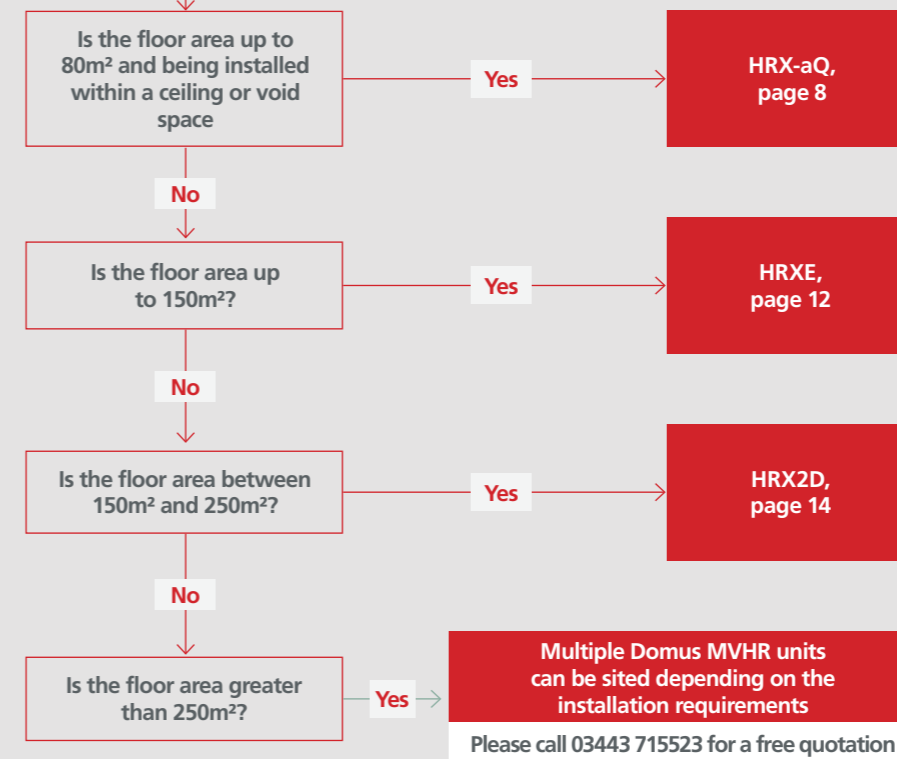 Is the floor area up to
80m² and being installed
within a ceiling or void
space
Yes
HRX-aQ,
page 8
No
Is the floor area up
to 150m²?
Yes
HRXE,
page 12
No
Is the floor area between
150m² and 250m²?
Yes
HRX2D,
page 14
No
Is the floor area greater
than 250m²?
Yes
Multiple Domus MVHR units
can be sited depending on the
installation requirements
Please call 03443 715523 for a free quotation